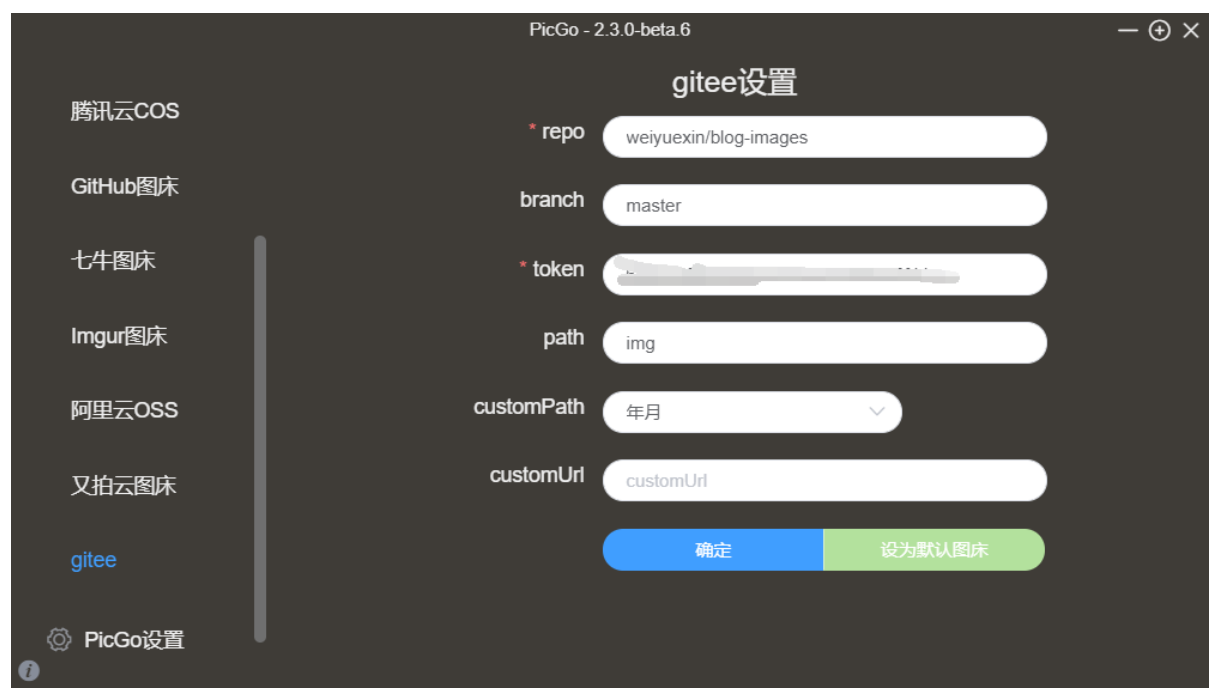 PicGo - 2.3.0-beta.6
腾讯云COS
GitHub图床
七牛图床
Imgur图床
阿里云OSS
又拍云图床
gitee
PicGo设置
gitee设置
* repo
weiyuexin/blog-images
branch
master
* token
path
img
customPath
年月
customUrl
customUrl
确定
设为默认图床